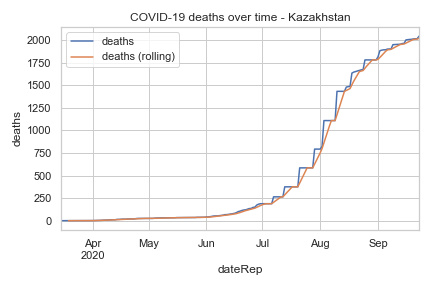 COVID-19 deaths over time - Kazakhstan
deaths
deaths (rolling)
2000
1750
1500
1250
1000
750
500
250
0
deaths
Apr
2020
May
Jun
Jul
Aug
Sep
dateRep